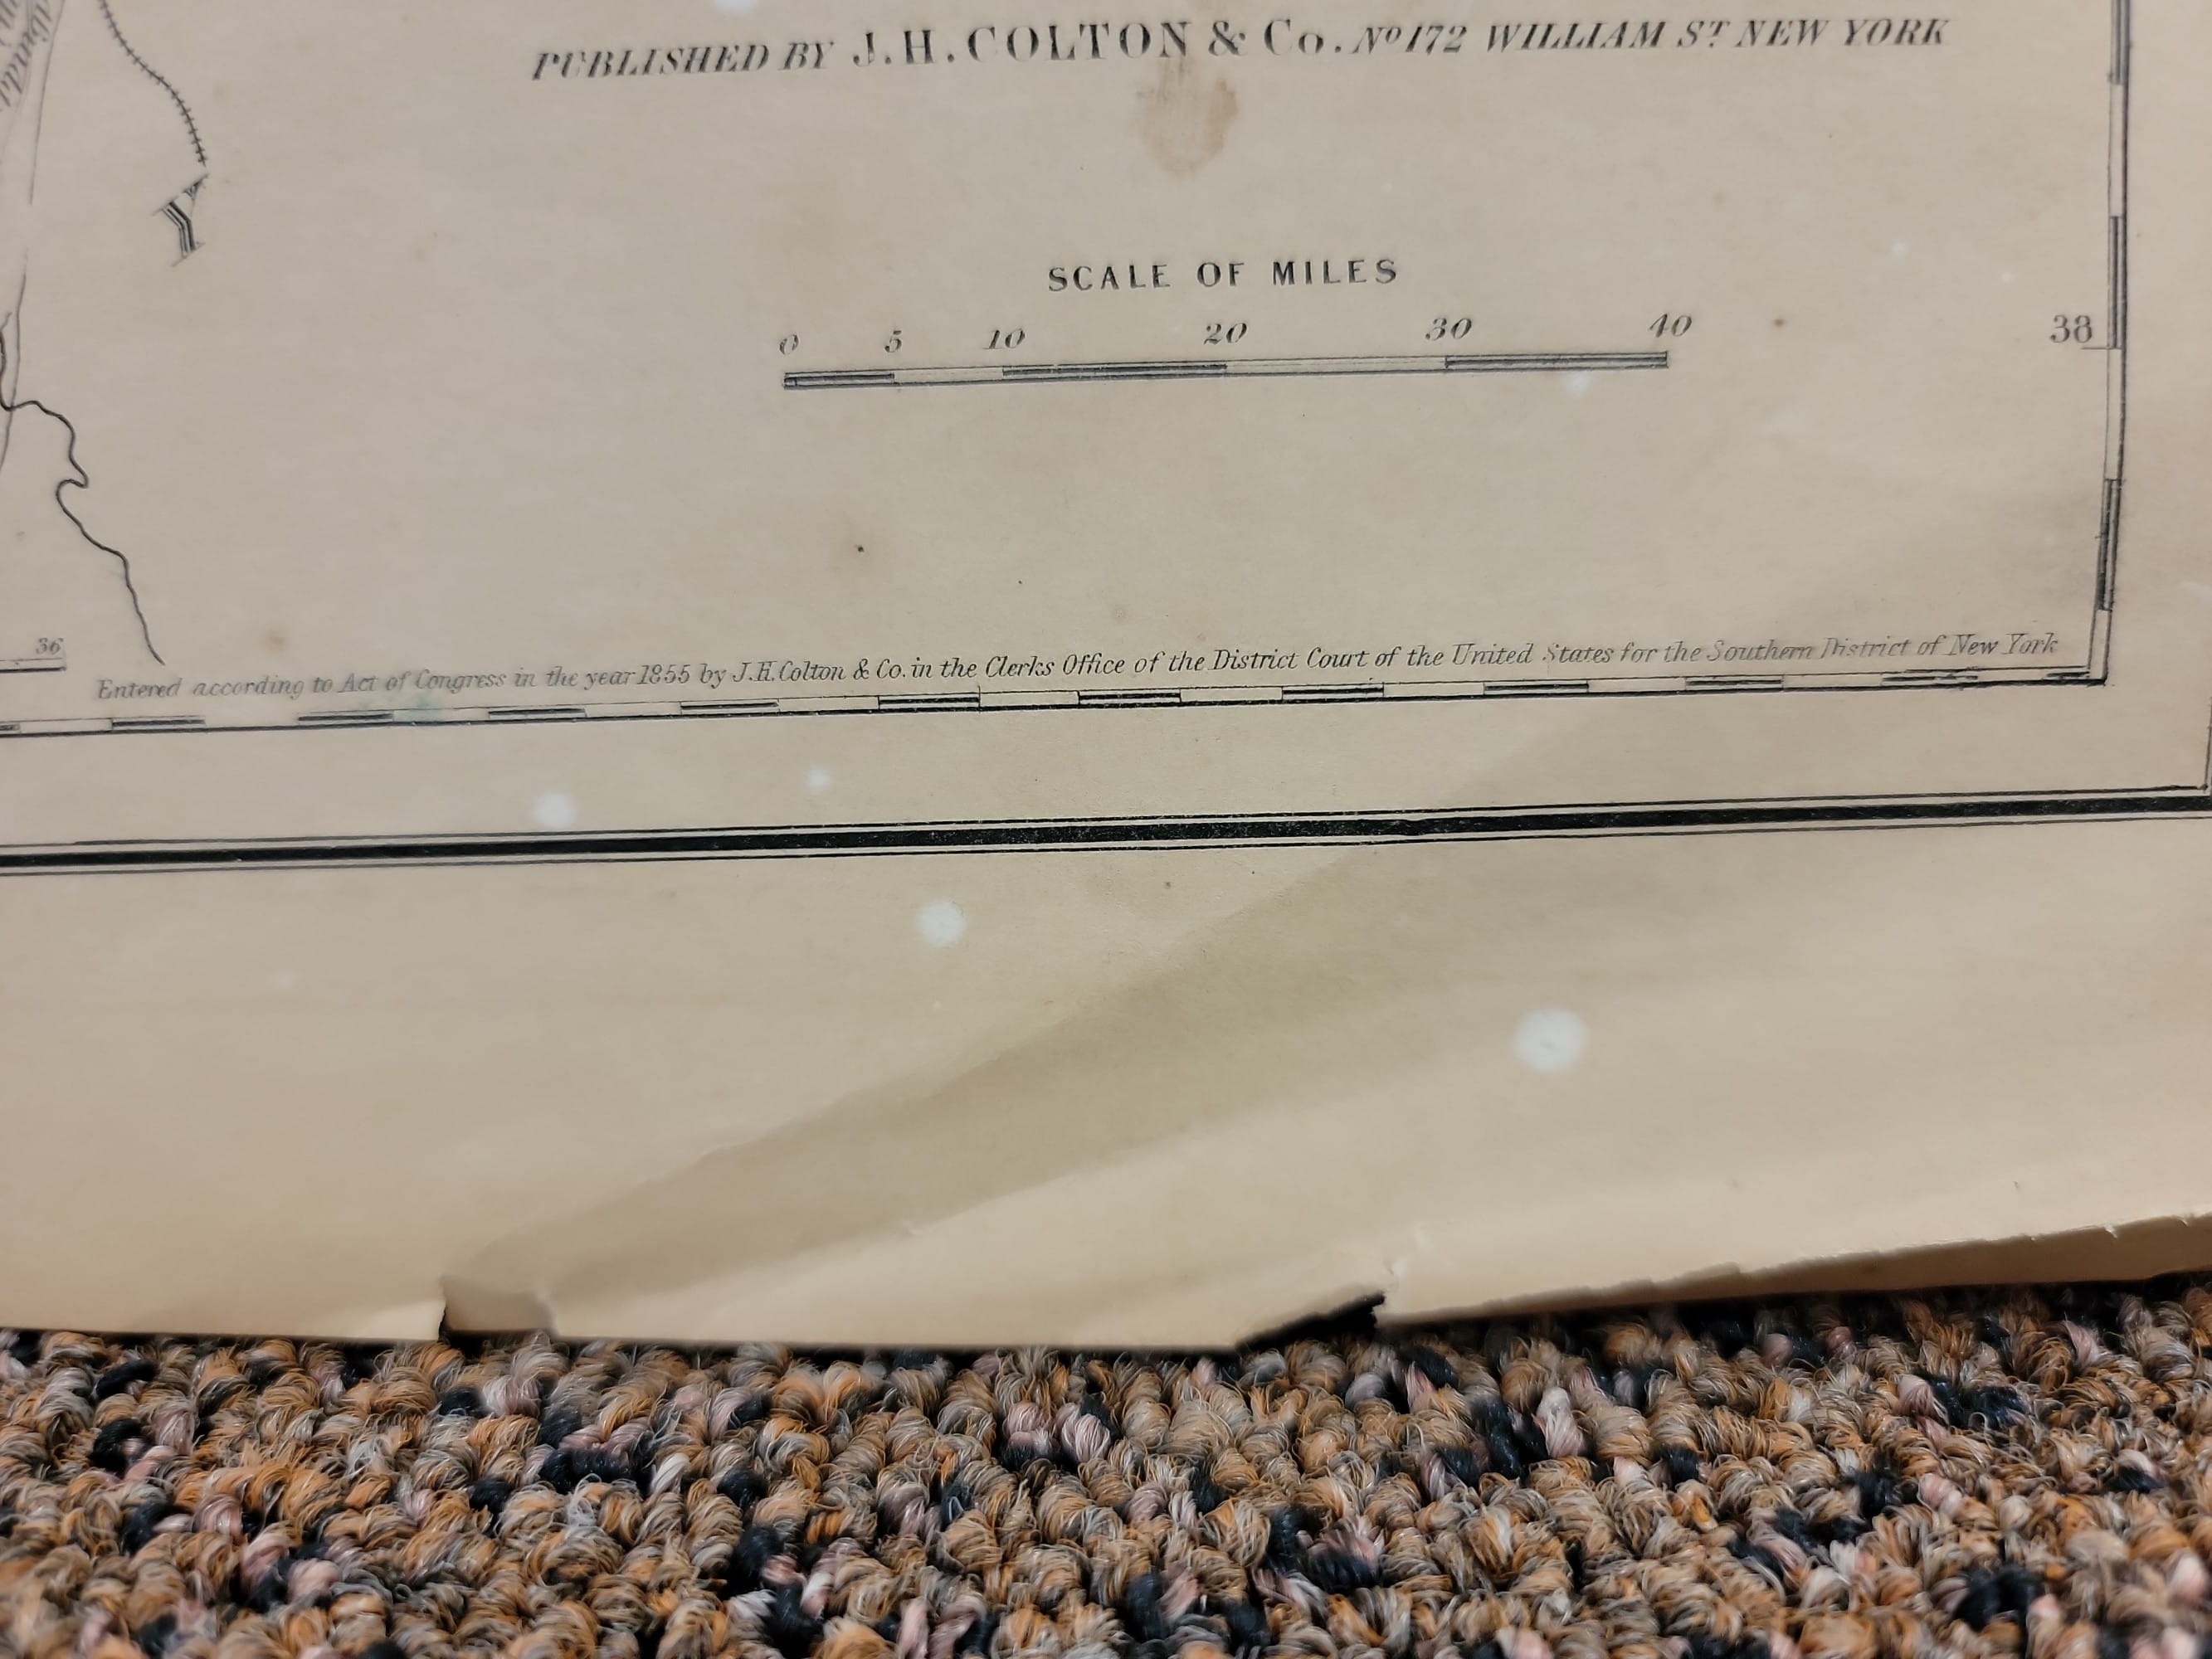 PUBLISHED BY J.H. COLTON & Co. No 172 WILLIAM ST NEW YORK
Y
SCALE OF MILES
0 5 10 20 30 40
38
36
Entered according to Act of Congress in the year 1855 by J.H. Colton & Co. in the Clerks Office of the District Court of the United States for the Southern District of New York